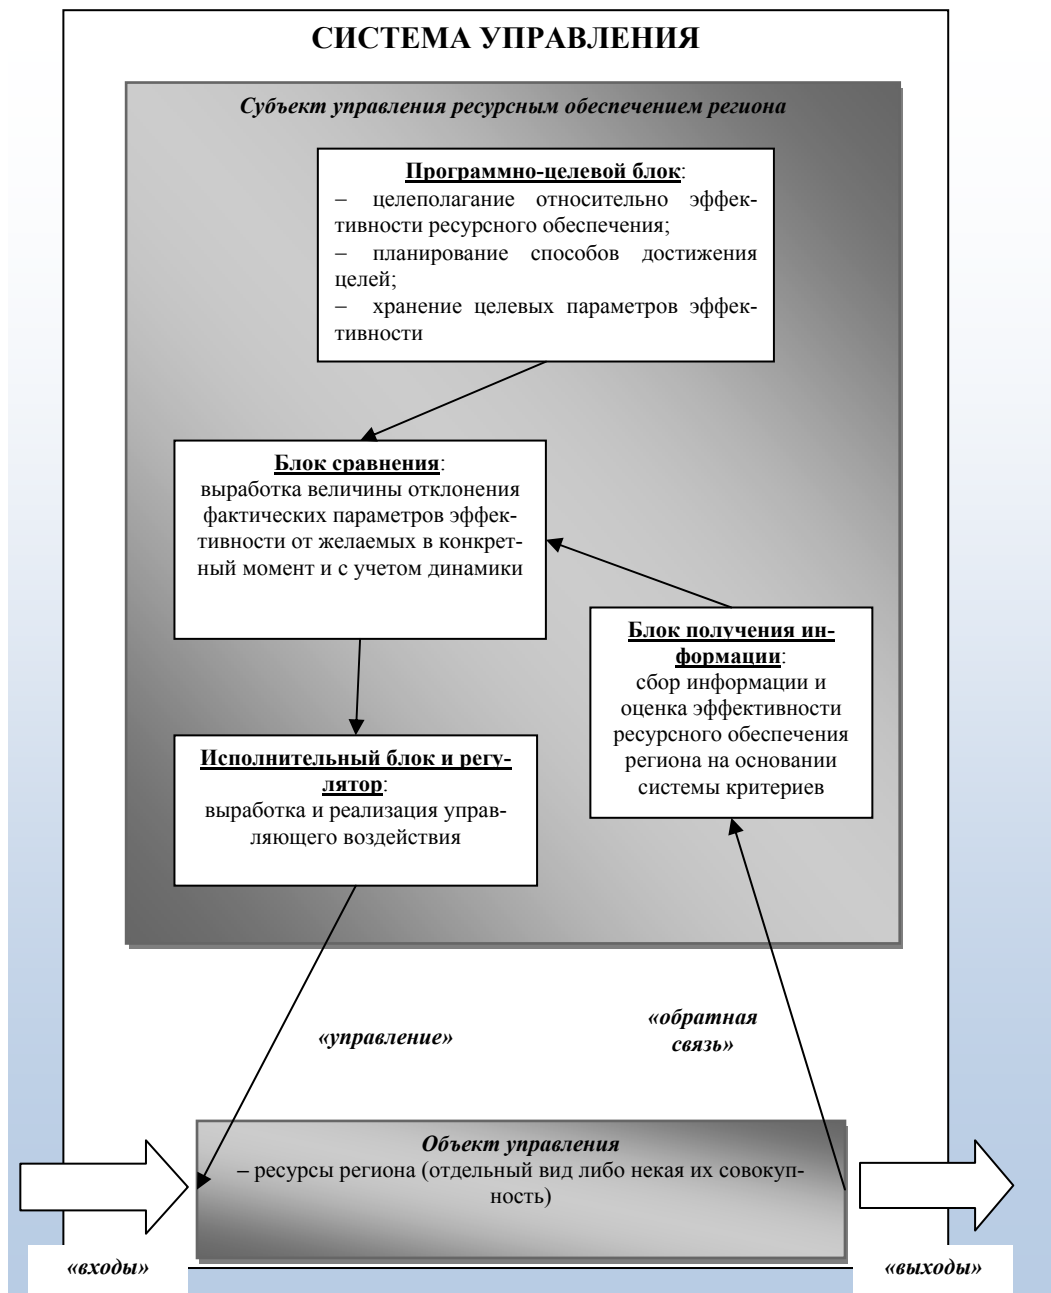 СИСТЕМА УПРАВЛЕНИЯ
Субъект управления ресурсным обеспечением региона
Программно-целевой блок:
– целеполагание относительно эффек-
тивности ресурсного обеспечения;
– планирование способов достижения
целей;
– хранение целевых параметров эффек-
тивности
Блок сравнения:
выработка величины отклонения
фактических параметров эффек-
тивности от желаемых в конкрет-
ный момент и с учетом динамики
Блок получения ин-
формации:
сбор информации и
оценка эффективности
ресурсного обеспечения
региона на основании
системы критериев
Исполнительный блок и регу-
лятор:
выработка и реализация управ-
ляющего воздействия
«управление»
«обратная
связь»
Объект управления
– ресурсы региона (отдельный вид либо некая их совокуп-
ность)
«входы»
«выходы»